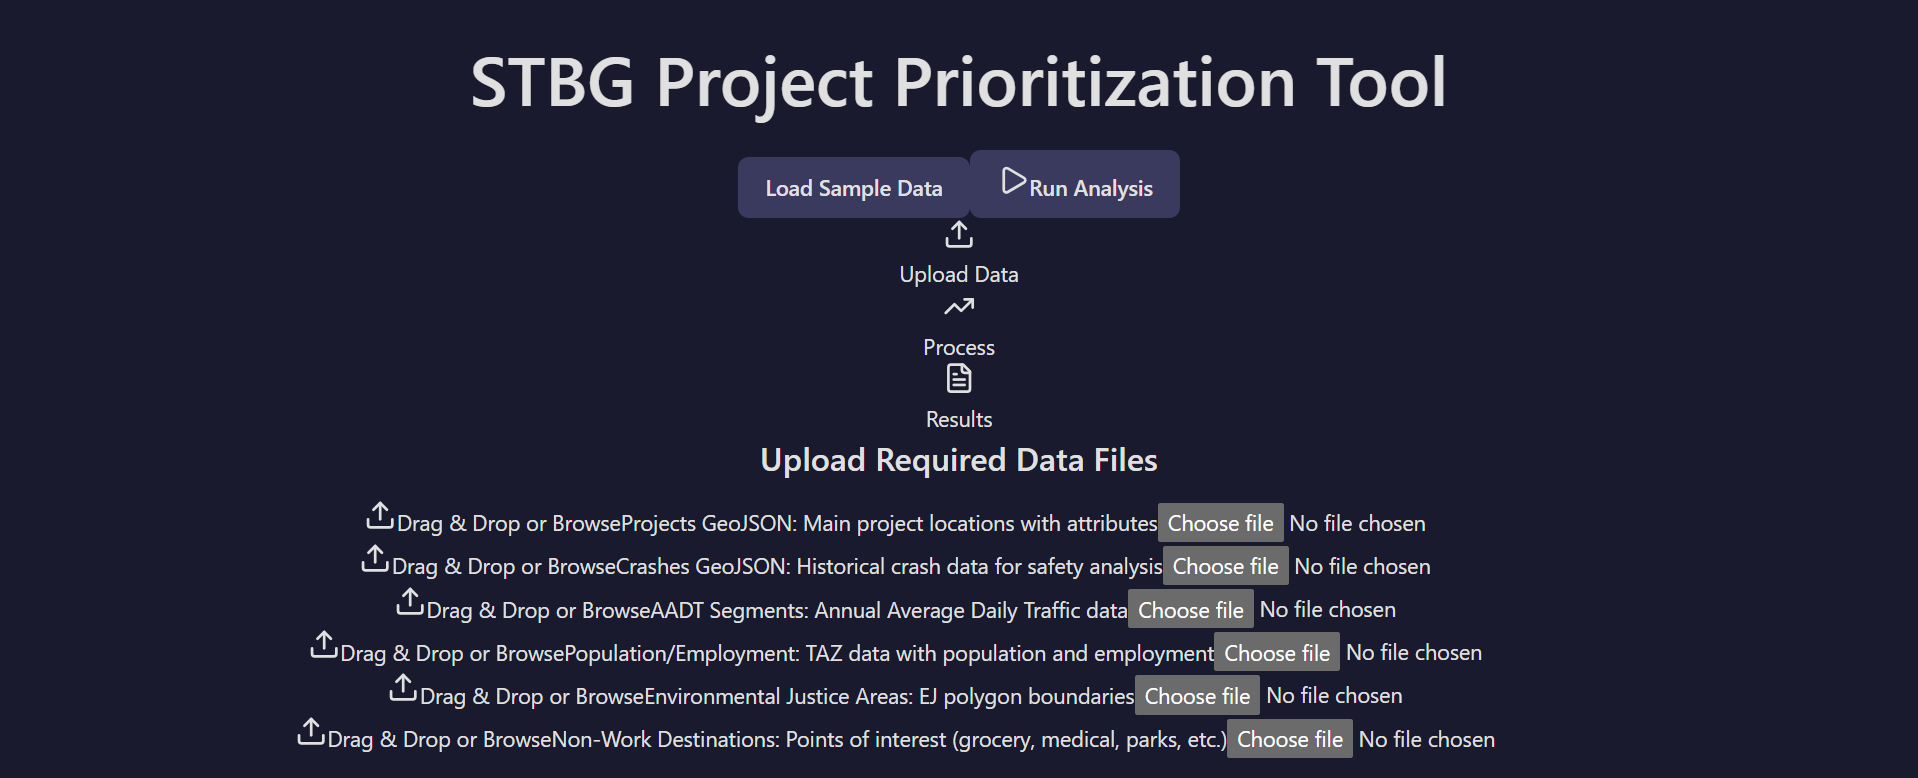 STBG Project Prioritization Tool
Load Sample Data Run Analysis
Upload Data
Process
Results
Upload Required Data Files
Drag & Drop or BrowseProjects GeoJSON: Main project locations with attributes Choose file No file chosen
Drag & Drop or BrowseCrashes GeoJSON: Historical crash data for safety analysis Choose file No file chosen
Drag & Drop or BrowseAADT Segments: Annual Average Daily Traffic data Choose file No file chosen
Drag & Drop or BrowsePopulation/Employment: TAZ data with population and employment Choose file No file chosen
Drag & Drop or BrowseEnvironmental Justice Areas: EJ polygon boundaries Choose file No file chosen
Drag & Drop or BrowseNon-Work Destinations: Points of interest (grocery, medical, parks, etc.) Choose file No file chosen